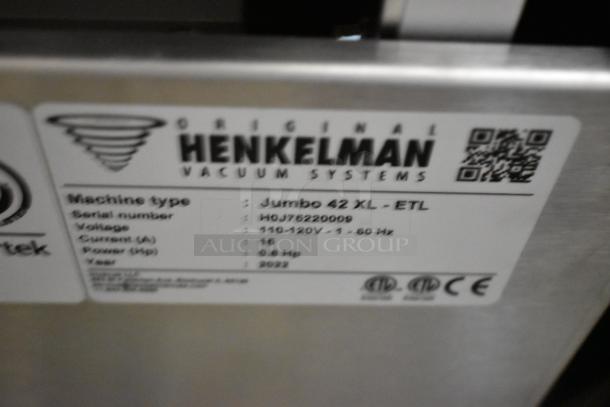 ORIGINAL
HENKELMAN
VACUUM SYSTEMS
Machine type : Jumbo 42 XL - ETL
Serial number : H0J76220009
Voltage : 110-120V - 1 - 60 Hz
Current (A) : 16
Power (Hp) : 0.6 Hp
Year : 2022
AUCTION GROUP
tek
CE